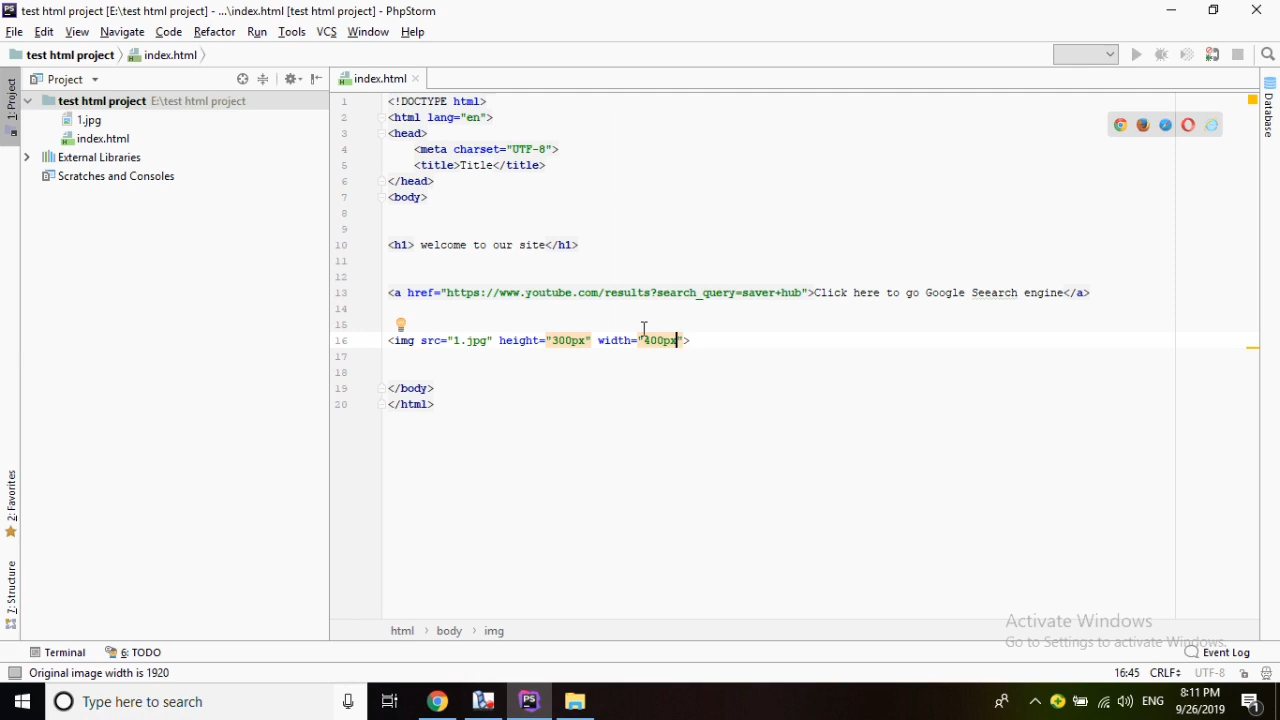 test html project [E:\test html project] - ...\index.html [test html project] - PhpStorm
File Edit View Navigate Code Refactor Run Tools VCS Window Help
test html project index.html
1: Project
Project
index.html
test html project E:\test html project
1.jpg
index.html
External Libraries
Scratches and Consoles
1 <!DOCTYPE html>
2 <html lang="en">
3 <head>
4 <meta charset="UTF-8">
5 <title>Title</title>
6 </head>
7 <body>
8
9
10 <h1> welcome to our site</h1>
11
12
13 <a href="https://www.youtube.com/results?search_query=saver+hub">Click here to go Google Seearch engine</a>
14
15
16 <img src="1.jpg" height="300px" width="400px">
17
18
19 </body>
20 </html>
Database
2: Favorites
7: Structure
html body img
Activate Windows
Go to Settings to activate Windows.
Terminal 6: TODO Event Log
Original image width is 1920 16:45 CRLF UTF-8
Type here to search
ENG 8:11 PM
9/26/2019
1